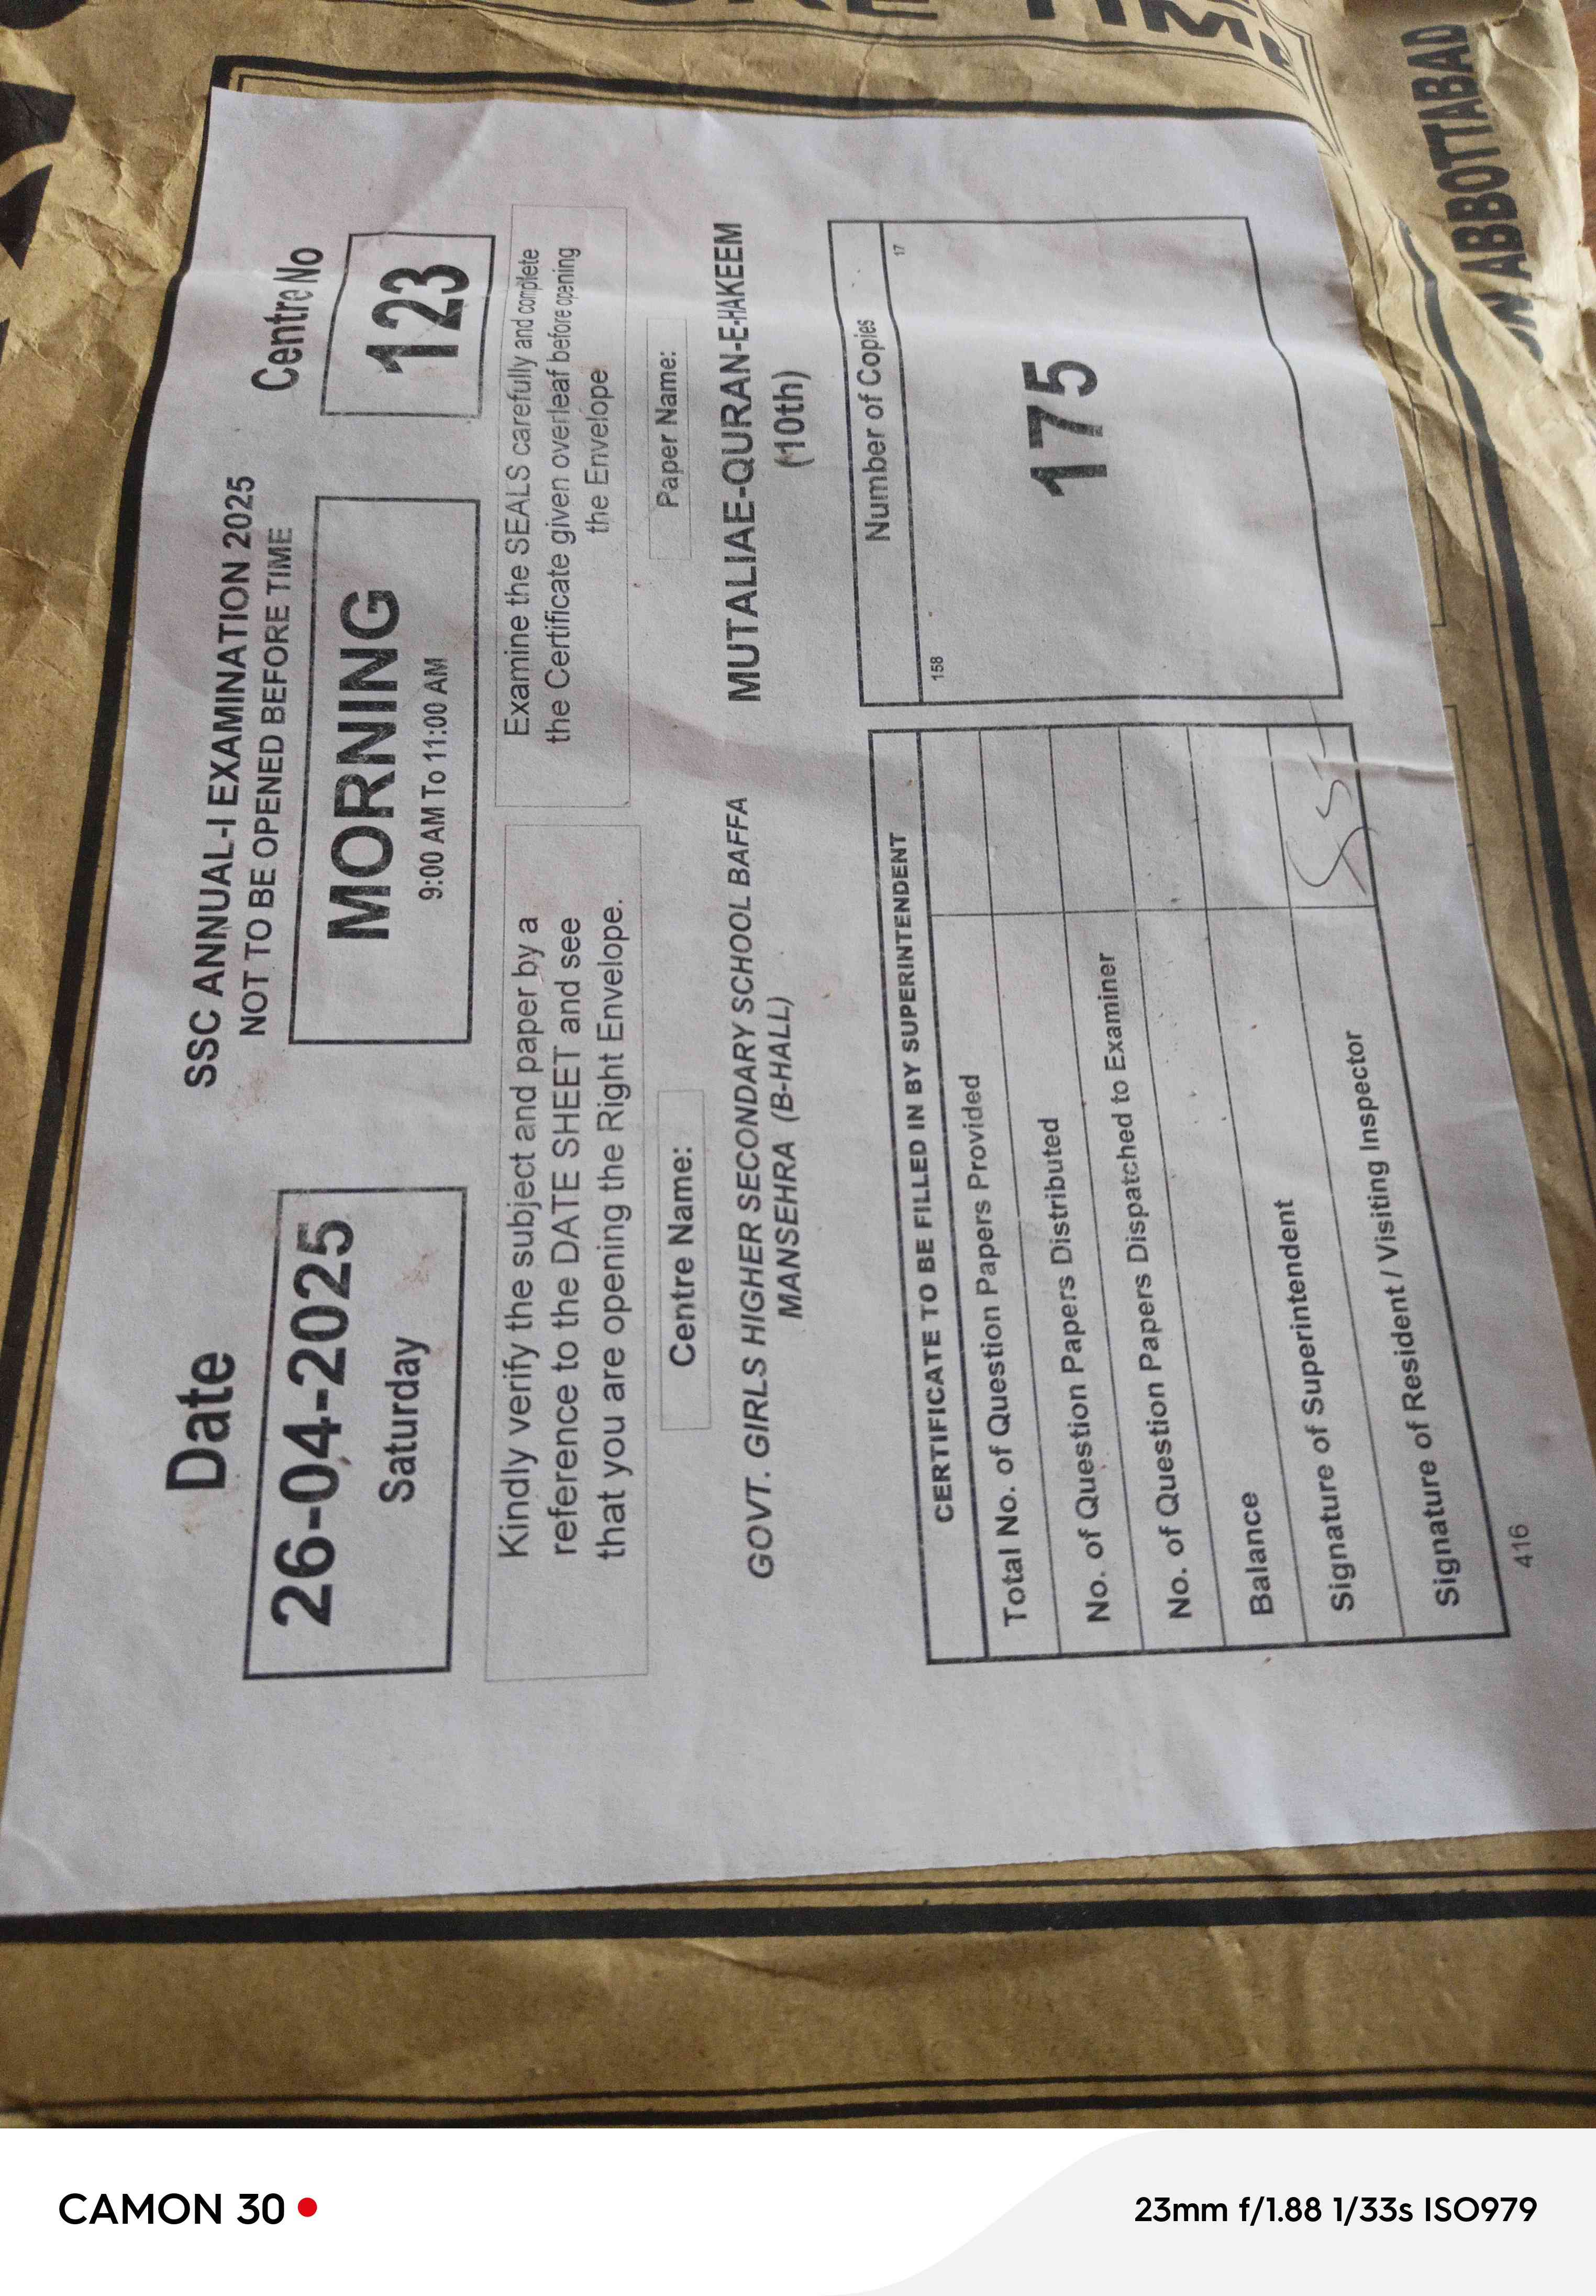 Date
26-04-2025
Saturday
SSC ANNUAL-I EXAMINATION 2025
NOT TO BE OPENED BEFORE TIME
MORNING
9:00 AM To 11:00 AM
Centre No
123
Kindly verify the subject and paper by a
reference to the DATE SHEET and see
that you are opening the Right Envelope.
Examine the SEALS carefully and complete
the Certificate given overleaf before opening
the Envelope
Centre Name:
GOVT. GIRLS HIGHER SECONDARY SCHOOL BAFFA
MANSEHRA (B-HALL)
Paper Name:
MUTALIAE-QURAN-E-HAKEEM
(10th)
CERTIFICATE TO BE FILLED IN BY SUPERINTENDENT
Total No. of Question Papers Provided
No. of Question Papers Distributed
No. of Question Papers Dispatched to Examiner
Balance
Signature of Superintendent
Signature of Resident / Visiting Inspector
Number of Copies
158
17
175
416
ABBOTTABAD
CAMON 30
23mm f/1.88 1/33s ISO979